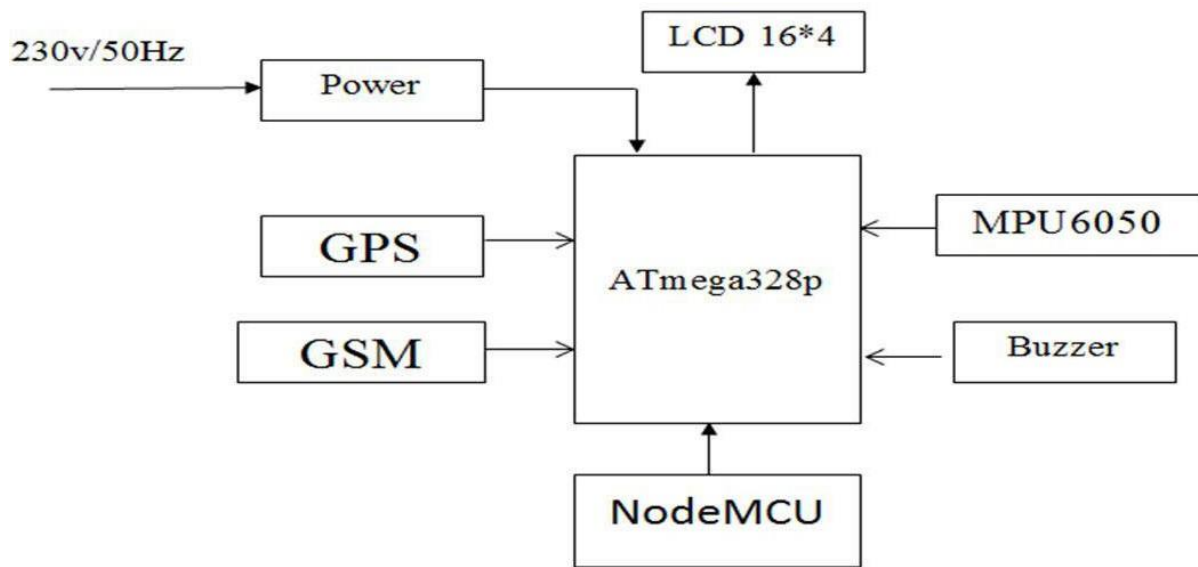 LCD 16*4
230v/50Hz
Power
GPS
MPU6050
ATmega328p
GSM
Buzzer
NodeMCU